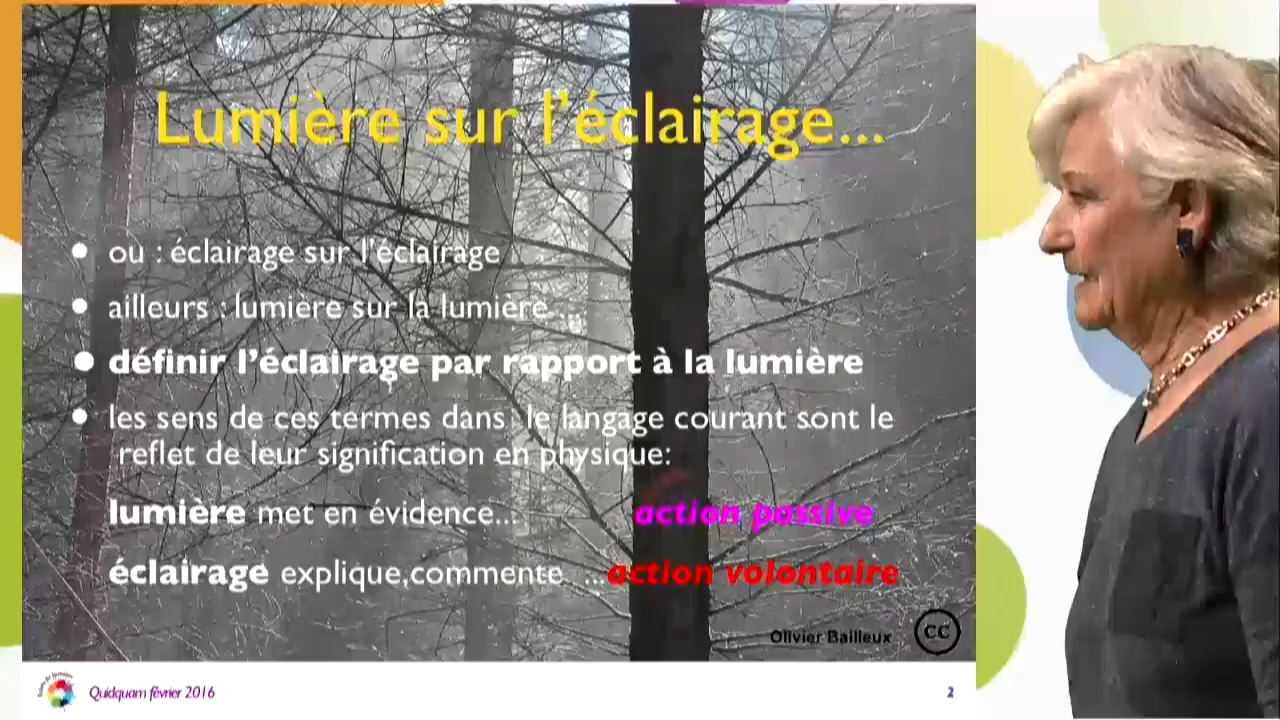 Lumière sur l'éclairage...
ou : éclairage sur l'éclairage
ailleurs : lumière sur la lumière ...
définir l'éclairage par rapport à la lumière
les sens de ces termes dans le langage courant sont le
reflet de leur signification en physique:
lumière met en évidence... action passive
éclairage explique,commente ...action volontaire
Olivier Bailleux
CC
Quidquam février 2016
2